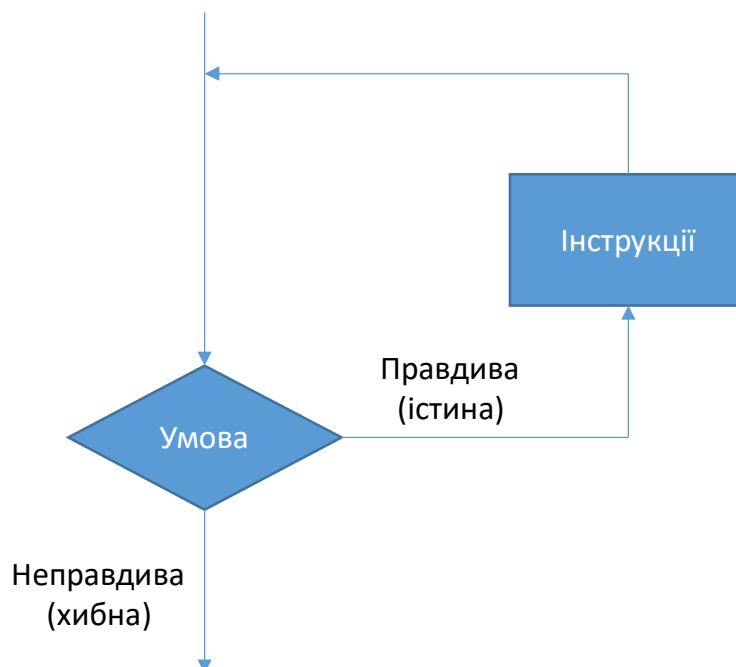 Інструкції
Правдива
(істина)
Умова
Неправдива
(хибна)